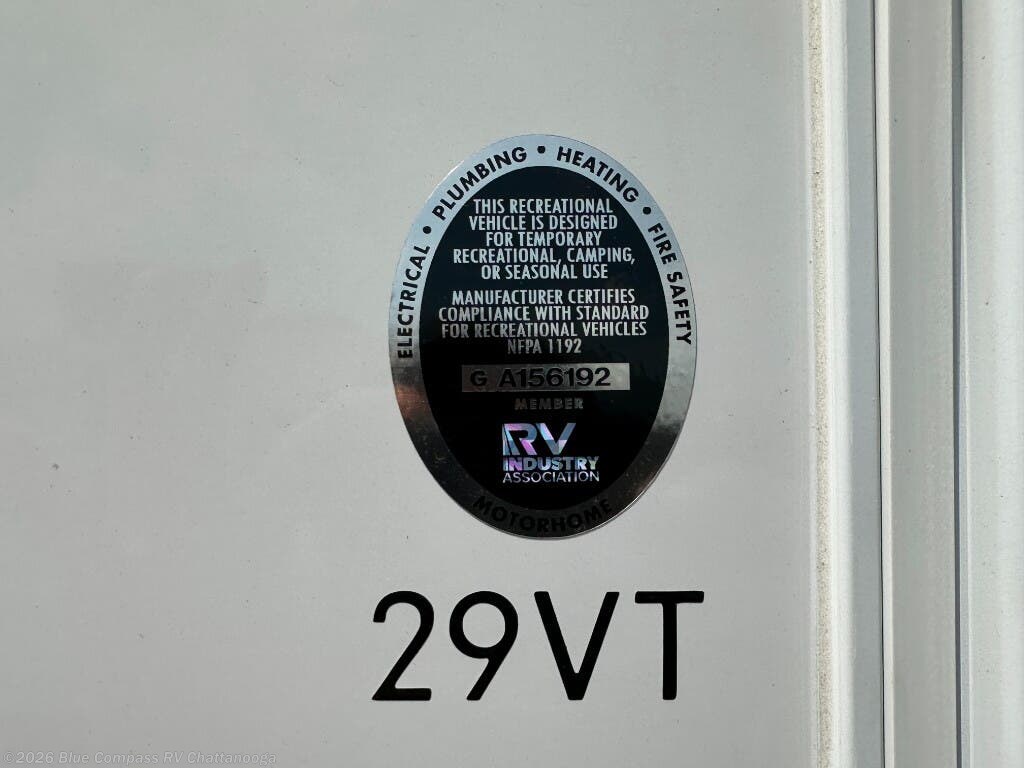 ELECTRICAL • PLUMBING • HEATING • FIRE SAFETY
THIS RECREATIONAL
VEHICLE IS DESIGNED
FOR TEMPORARY
RECREATIONAL, CAMPING,
OR SEASONAL USE
MANUFACTURER CERTIFIES
COMPLIANCE WITH STANDARD
FOR RECREATIONAL VEHICLES
NFPA 1192
G A156192
MEMBER
RV
INDUSTRY
ASSOCIATION
MOTORHOME
29VT
©2026 Blue Compass RV Chattanooga